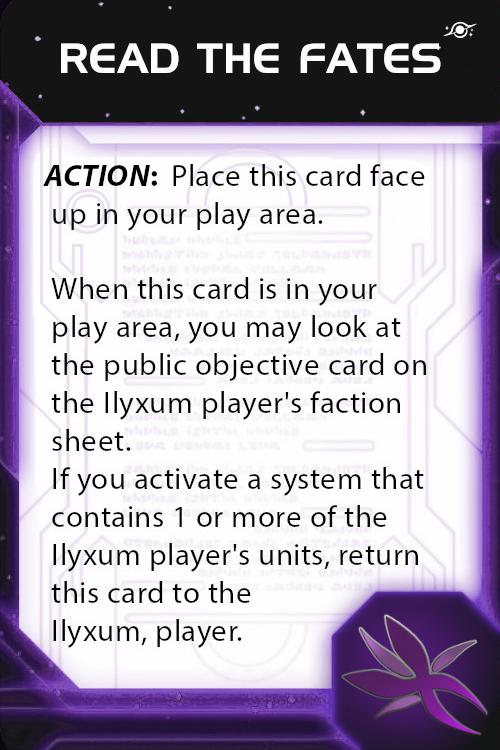 READ THE FATES
ACTION: Place this card face
up in your play area.
When this card is in your
play area, you may look at
the public objective card on
the Ilyxum player's faction
sheet.
If you activate a system that
contains 1 or more of the
Ilyxum player's units, return
this card to the
Ilyxum, player.